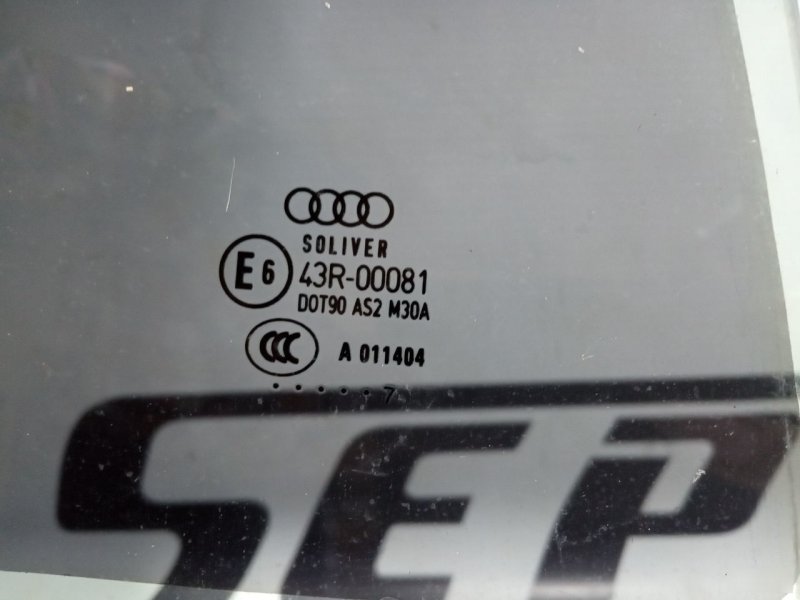 SOLIVER
E6 43R-00081
DOT90 AS2 M30A
CCC A 011404
. . . . . 7
SEP